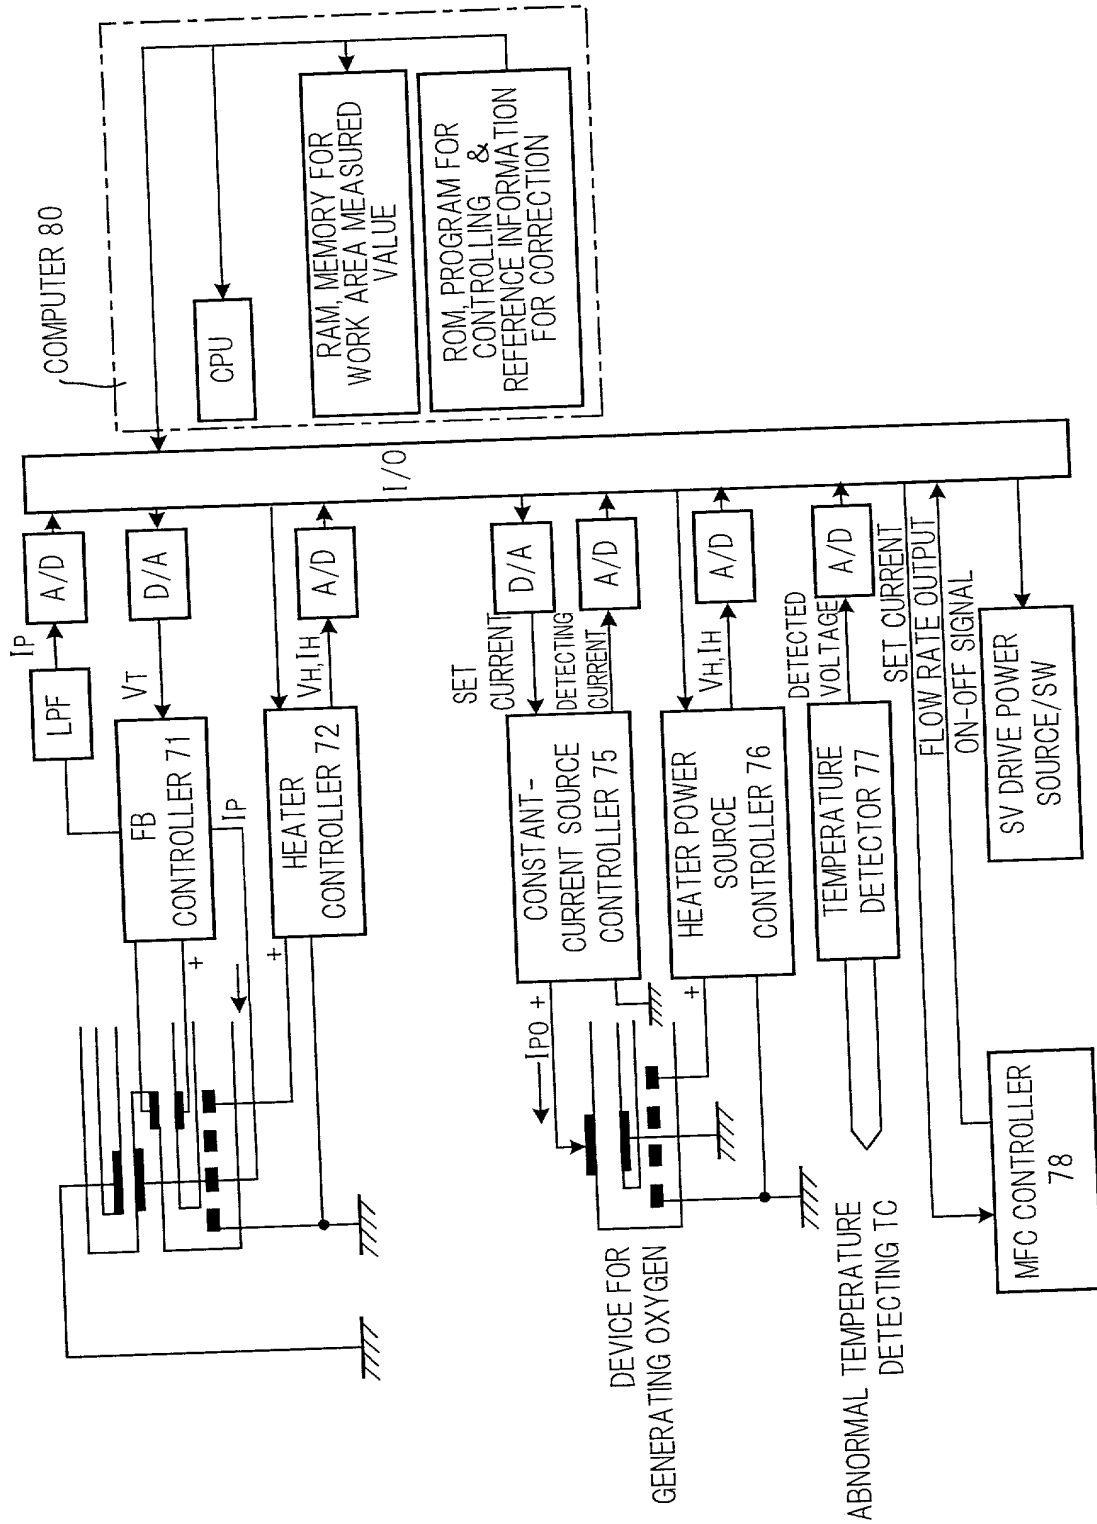 COMPUTER 80
CPU
RAM, MEMORY FOR
WORK AREA MEASURED
VALUE
ROM, PROGRAM FOR
CONTROLLING &
REFERENCE INFORMATION
FOR CORRECTION
I/O
IP
A/D
LPF
D/A
VT
FB
CONTROLLER 71
IP
+
A/D
VH,IH
HEATER
CONTROLLER 72
+
D/A
SET
CURRENT
A/D
DETECTING
CURRENT
CONSTANT-
CURRENT SOURCE
CONTROLLER 75
IPO +
A/D
VH,IH
HEATER POWER
SOURCE
CONTROLLER 76
+
DEVICE FOR
GENERATING OXYGEN
A/D
DETECTED
VOLTAGE
TEMPERATURE
DETECTOR 77
ABNORMAL TEMPERATURE
DETECTING TC
SET CURRENT
FLOW RATE OUTPUT
ON-OFF SIGNAL
SV DRIVE POWER
SOURCE/SW
MFC CONTROLLER
78